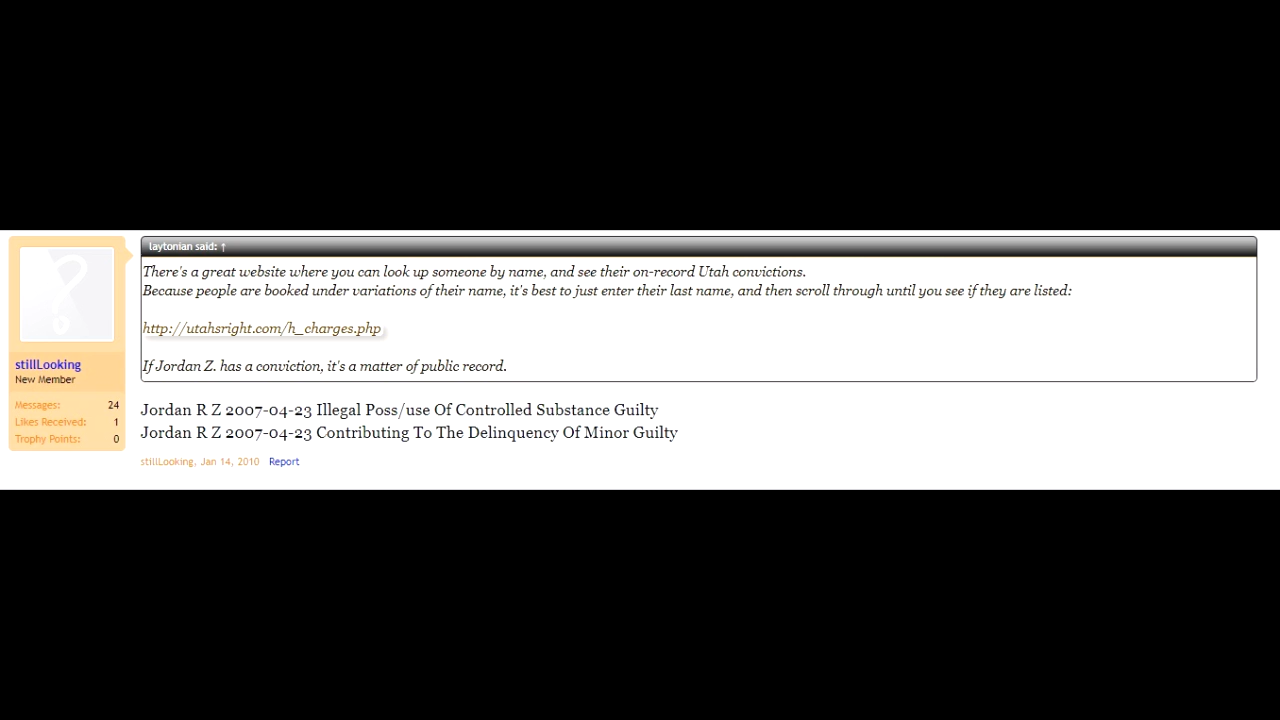 laytonian said: ↑
There's a great website where you can look up someone by name, and see their on-record Utah convictions.
Because people are booked under variations of their name, it's best to just enter their last name, and then scroll through until you see if they are listed:
http://utahsright.com/h_charges.php
If Jordan Z. has a conviction, it's a matter of public record.
stillLooking
New Member
Messages: 24
Likes Received: 1
Trophy Points: 0
Jordan R Z 2007-04-23 Illegal Poss/use Of Controlled Substance Guilty
Jordan R Z 2007-04-23 Contributing To The Delinquency Of Minor Guilty
stillLooking, Jan 14, 2010 Report